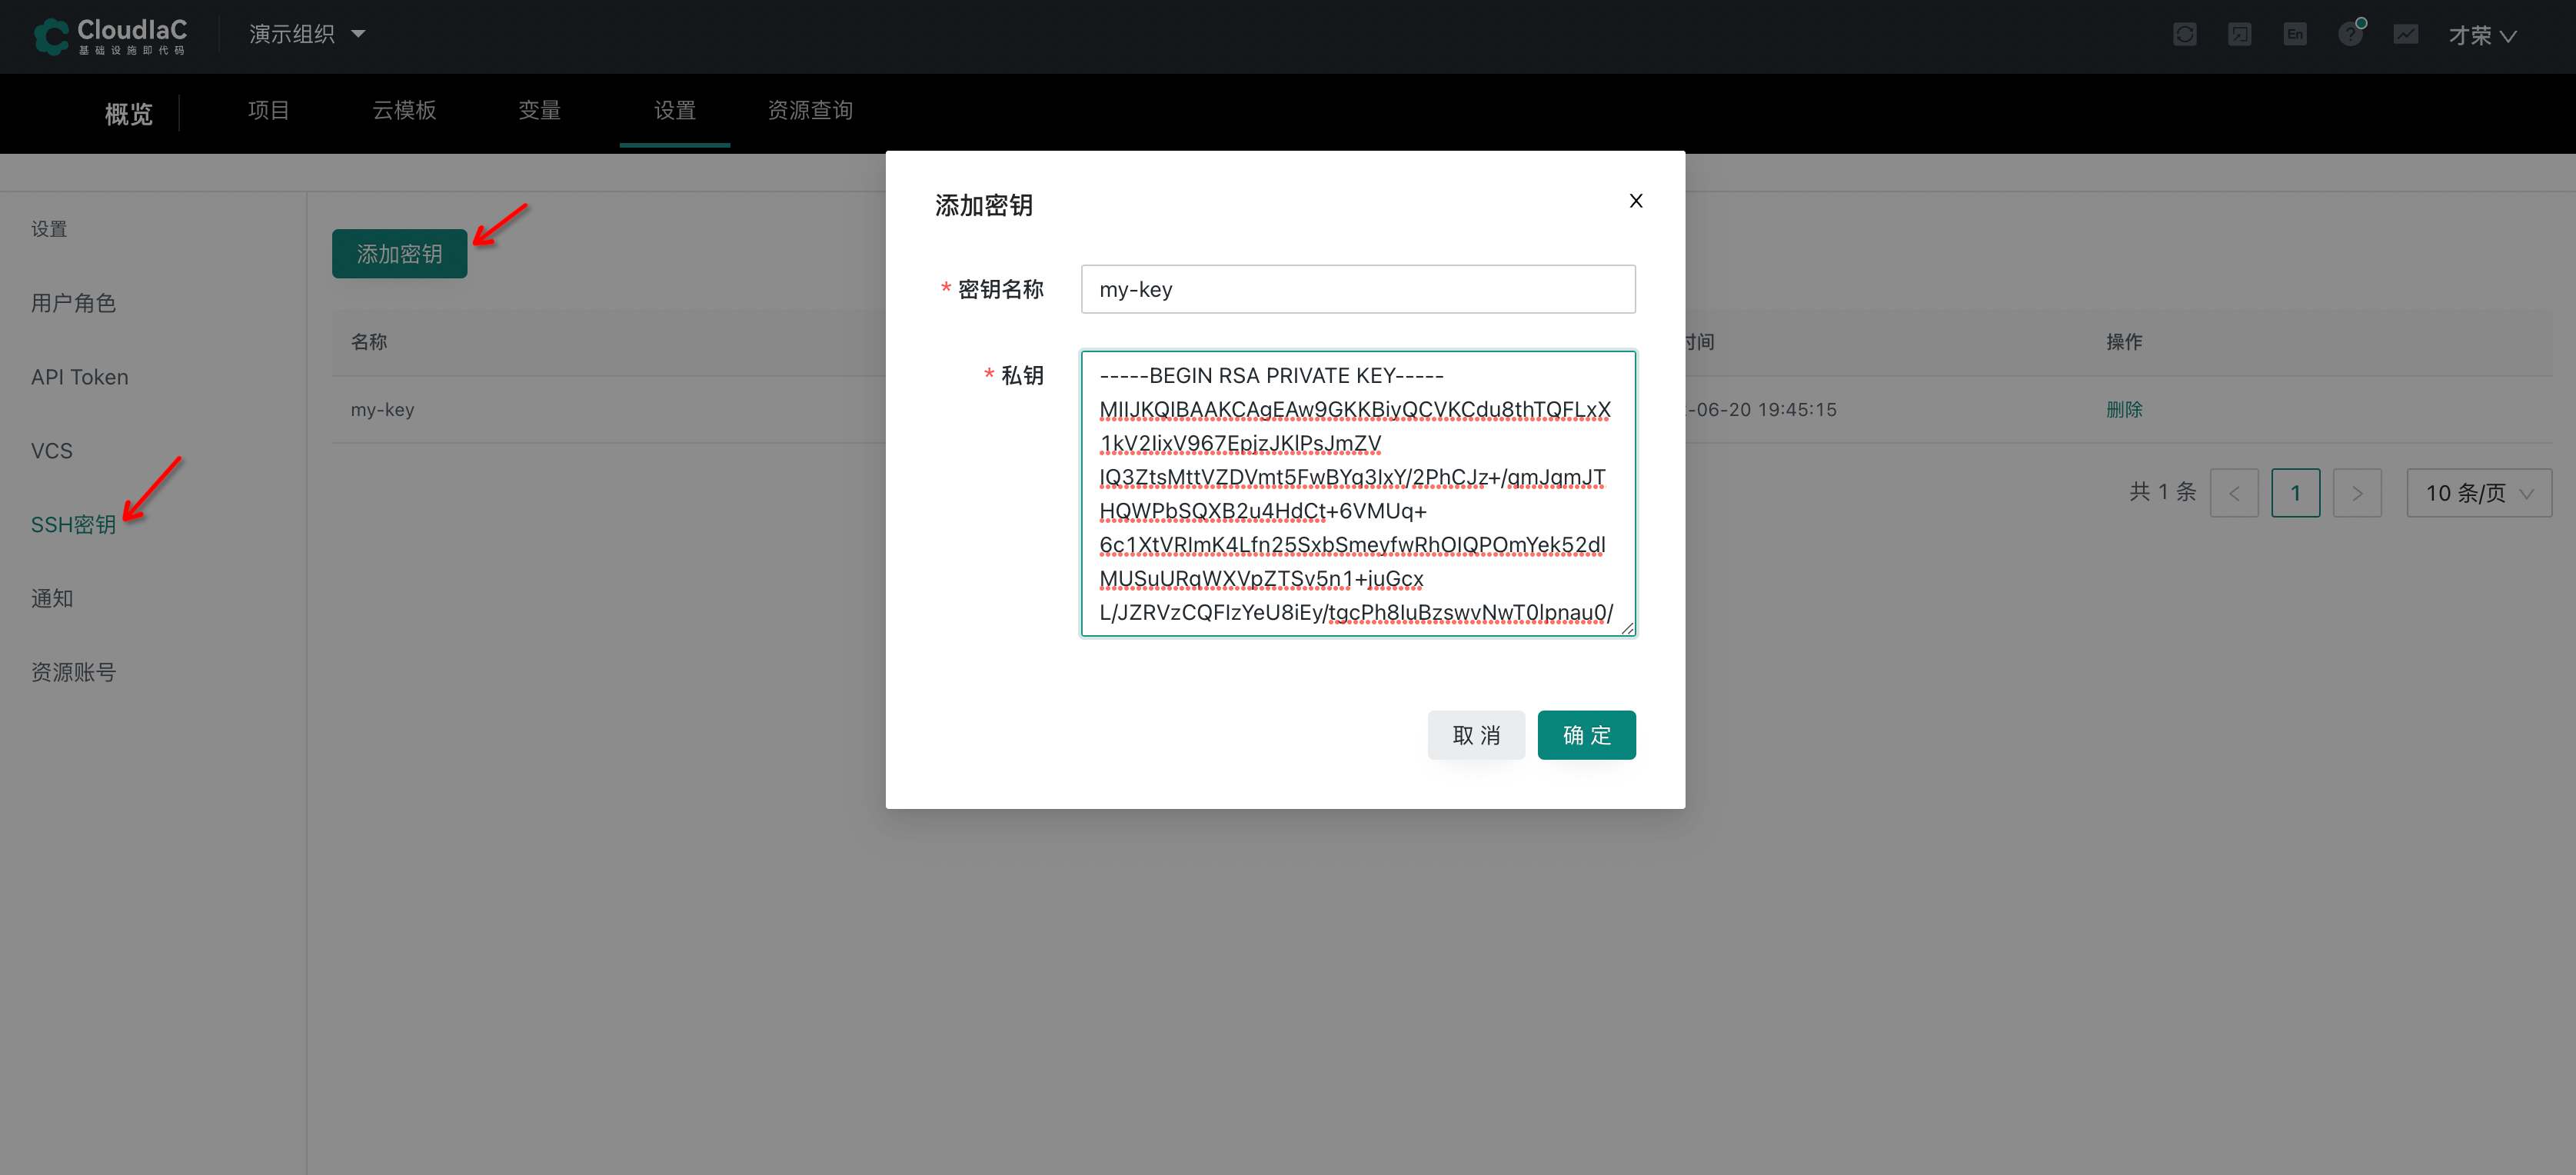 CloudIaC
基础设施即代码
演示组织
En
?
才荣
概览
项目
云模板
变量
设置
资源查询
设置
用户角色
API Token
VCS
SSH密钥
通知
资源账号
添加密钥
名称
时间
操作
my-key
-06-20 19:45:15
删除
共 1 条
1
10 条/页
添加密钥
* 密钥名称
my-key
* 私钥
-----BEGIN RSA PRIVATE KEY-----
MIIJKQIBAAKCAgEAw9GKKBiyQCVKCdu8thTQFLxX
1kV2IixV967EpjzJKlPsJmZV
IQ3ZtsMttVZDVmt5FwBYq3IxY/2PhCJz+/qmJqmJT
HQWPbSQXB2u4HdCt+6VMUq+
6c1XtVRImK4Lfn25SxbSmeyfwRhOIQPOmYek52dl
MUSuURqWXVpZTSv5n1+juGcx
L/JZRVzCQFIzYeU8iEy/tgcPh8IuBzswvNwT0lpnau0/
取 消
确 定